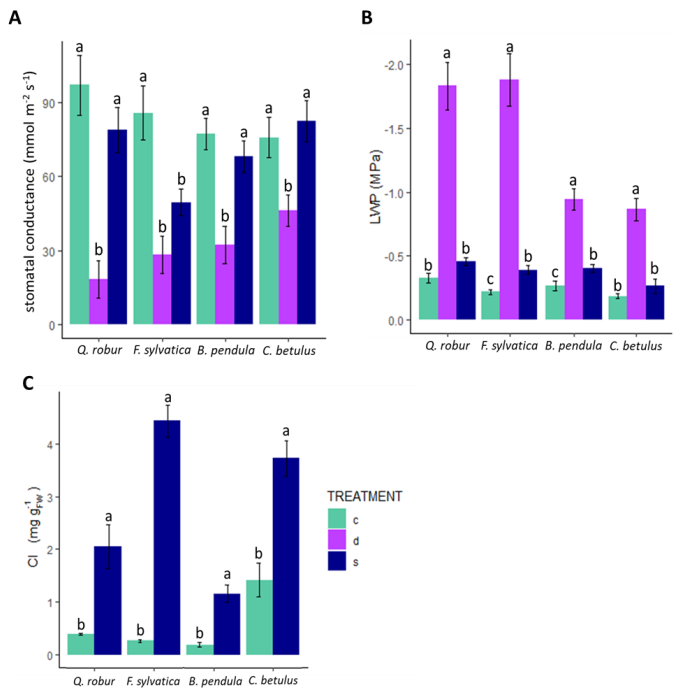 A
stomatal conductance (mmol m⁻² s⁻¹)
90
60
30
0
a
b
a
a
b
b
a
b
a
a
b
a
Q. robur
F. sylvatica
B. pendula
C. betulus
B
LWP (MPa)
-2.0
-1.5
-1.0
-0.5
0.0
b
a
b
c
a
b
c
a
b
b
a
b
Q. robur
F. sylvatica
B. pendula
C. betulus
C
Cl (mg g⁻¹FW)
4
3
2
1
0
b
a
b
a
b
a
b
a
Q. robur
F. sylvatica
B. pendula
C. betulus
TREATMENT
c
d
s